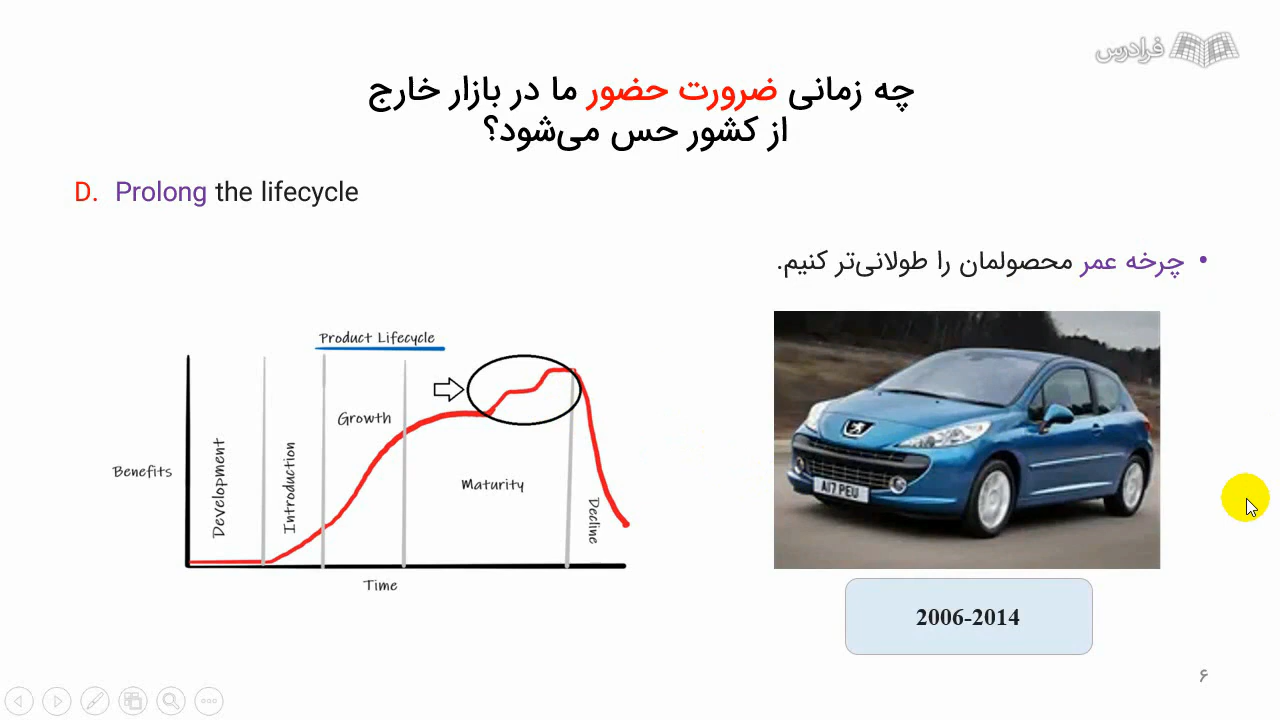 فرادرس
چه زمانی ضرورت حضور ما در بازار خارج
از کشور حس می‌شود؟
D. Prolong the lifecycle
• چرخه عمر محصولمان را طولانی‌تر کنیم.
Product Lifecycle
Growth
Benefits
Development
Introduction
Maturity
Decline
Time
A17 PEU
2006-2014
۶